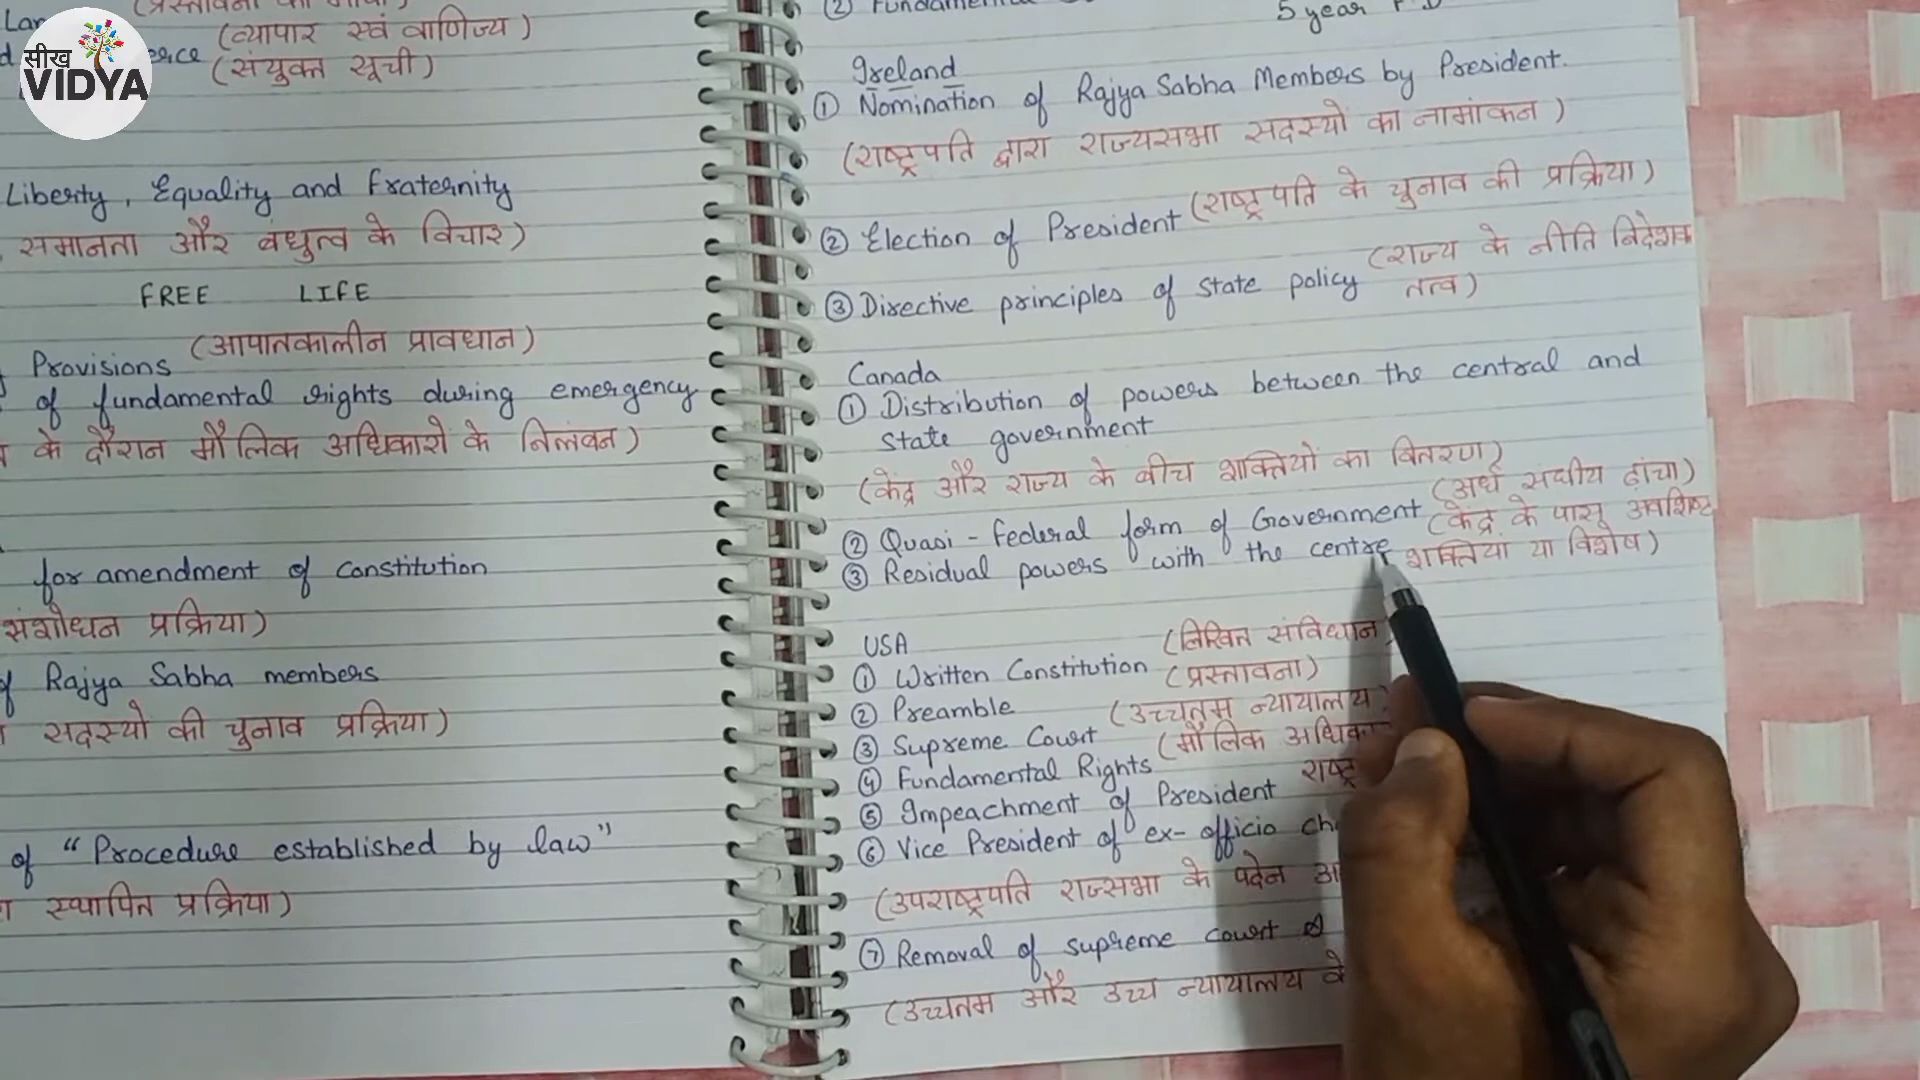 सीख
VIDYA
(व्यापार एवं वाणिज्य)
(संयुक्त सूची)
Liberty, Equality and fraternity
समानता और बंधुत्व के विचार)
FREE LIFE
(आपातकालीन प्रावधान)
Provisions
of fundamental rights during emergency
के दौरान मौलिक अधिकारों के निलंबन)
for amendment of constitution
संशोधन प्रक्रिया)
Rajya Sabha members
सदस्यो की चुनाव प्रक्रिया)
of "Procedure established by law"
स्थापित प्रक्रिया)
5 year
Ireland
① Nomination of Rajya Sabha Members by President.
(राष्ट्रपति द्वारा राज्यसभा सदस्यों का नामांकन)
② Election of President (राष्ट्रपति के चुनाव की प्रक्रिया)
③ Directive principles of state policy (राज्य के नीति निदेशक
तत्व)
Canada
① Distribution of powers between the central and
state government
(केंद्र और राज्य के बीच शक्तियों का वितरण)
② Quasi - Federal form of Government (अर्ध संघीय ढ़ांचा)
③ Residual powers with the centre (केंद्र के पास अवशिष्ट
शक्तियां या विशेष)
USA
① Written Constitution (लिखित संविधान)
② Preamble (प्रस्तावना)
③ Supreme Court (उच्चतम न्यायालय)
④ Fundamental Rights (मौलिक
⑤ Impeachment of President
⑥ Vice President of ex-officio
(उपराष्ट्रपति राज्सभा के पदेन
⑦ Removal of supreme court
(उच्चतम और उच्च न्यायालय के